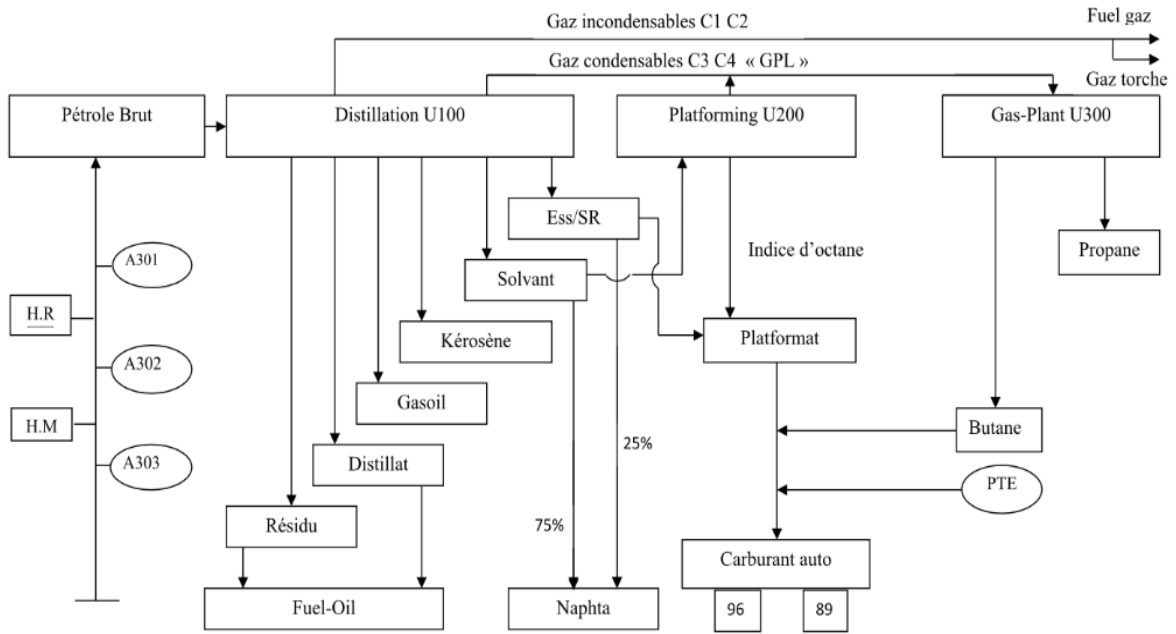 Gaz incondensables C1 C2
Fuel gaz
Gaz condensables C3 C4 « GPL »
Gaz torche
Pétrole Brut
Distillation U100
Platforming U200
Gas-Plant U300
Ess/SR
Indice d'octane
Propane
A301
Solvant
H.R
Kérosène
Platformat
A302
Gasoil
H.M
Butane
25%
A303
Distillat
PTE
Résidu
75%
Carburant auto
Fuel-Oil
Naphta
96
89